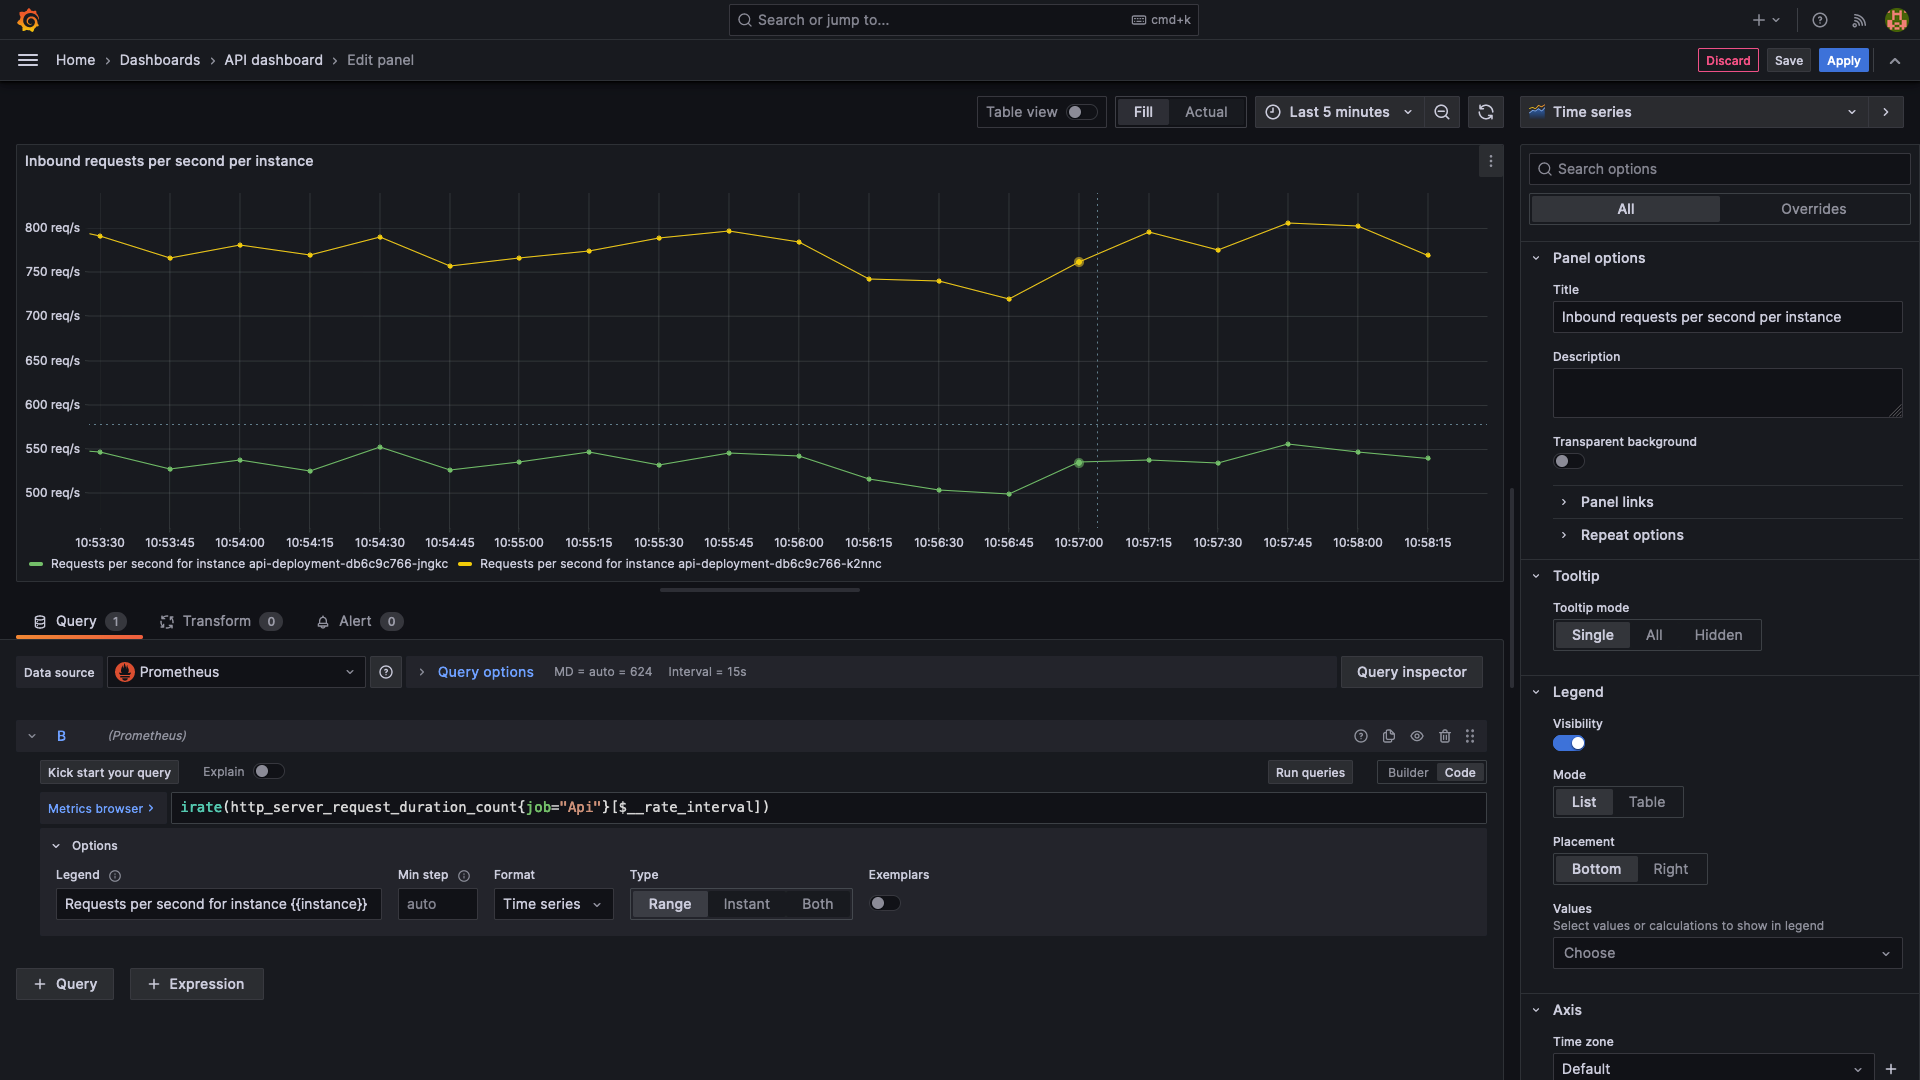 Search or jump to... cmd+k
Home › Dashboards › API dashboard › Edit panel
Discard Save Apply
Table view Fill Actual Last 5 minutes Time series
Inbound requests per second per instance
800 req/s
750 req/s
700 req/s
650 req/s
600 req/s
550 req/s
500 req/s
10:53:30 10:53:45 10:54:00 10:54:15 10:54:30 10:54:45 10:55:00 10:55:15 10:55:30 10:55:45 10:56:00 10:56:15 10:56:30 10:56:45 10:57:00 10:57:15 10:57:30 10:57:45 10:58:00 10:58:15
Requests per second for instance api-deployment-db6c9c766-jngkc Requests per second for instance api-deployment-db6c9c766-k2nnc
Query 1 Transform 0 Alert 0
Data source Prometheus Query options MD = auto = 624 Interval = 15s Query inspector
B (Prometheus)
Kick start your query Explain Run queries Builder Code
Metrics browser > irate(http_server_request_duration_count{job="Api"}[$__rate_interval])
Options
Legend Min step Format Type Exemplars
Requests per second for instance {{instance}} auto Time series Range Instant Both
+ Query + Expression
Search options
All Overrides
Panel options
Title
Inbound requests per second per instance
Description
Transparent background
Panel links
Repeat options
Tooltip
Tooltip mode
Single All Hidden
Legend
Visibility
Mode
List Table
Placement
Bottom Right
Values
Select values or calculations to show in legend
Choose
Axis
Time zone
Default